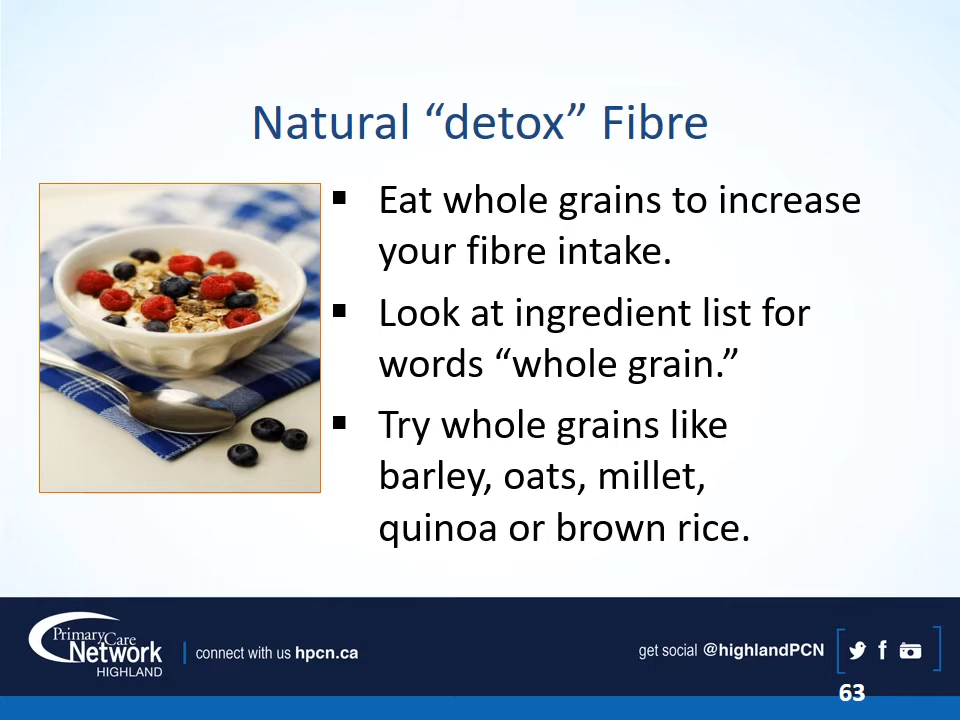 Natural “detox” Fibre
▪ Eat whole grains to increase
your fibre intake.
▪ Look at ingredient list for
words “whole grain.”
▪ Try whole grains like
barley, oats, millet,
quinoa or brown rice.
PrimaryCare
Network
HIGHLAND
connect with us hpcn.ca
get social @highlandPCN
63